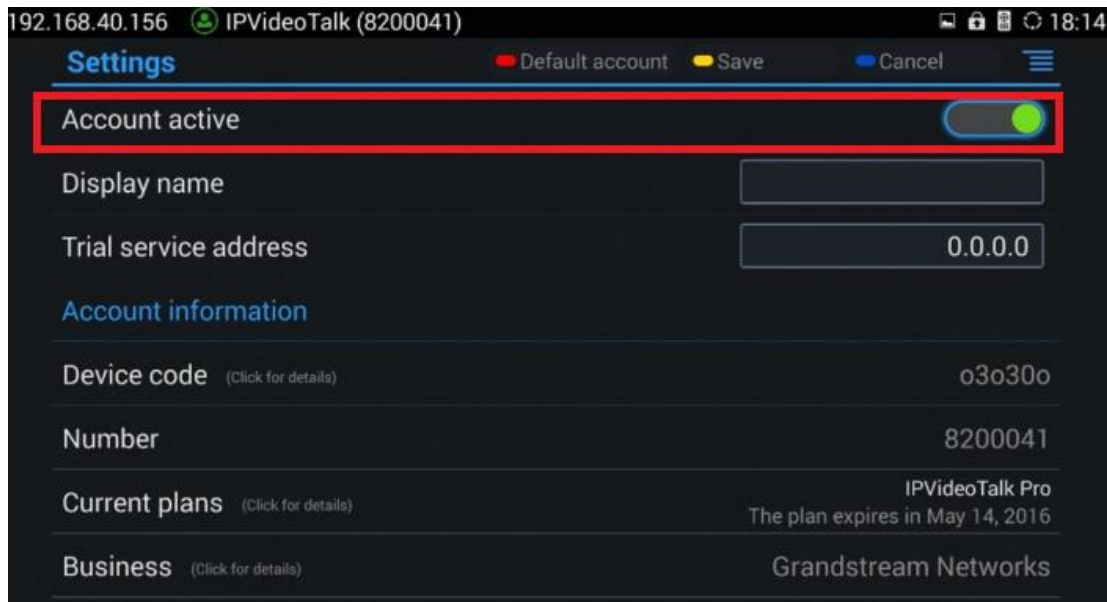 192.168.40.156 IPVideoTalk (8200041) 18:14
Settings Default account Save Cancel
Account active
Display name
Trial service address 0.0.0.0
Account information
Device code (Click for details) o3o30o
Number 8200041
Current plans (Click for details) IPVideoTalk Pro
The plan expires in May 14, 2016
Business (Click for details) Grandstream Networks